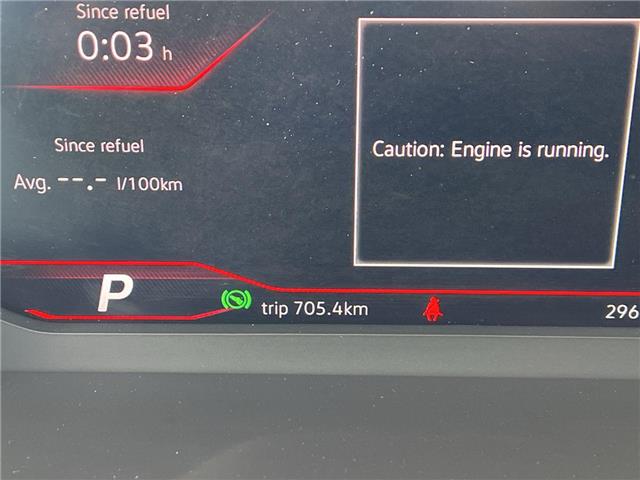 Since refuel
0:03 h
Since refuel
Avg. --.- l/100km
Caution: Engine is running.
P
trip 705.4km
296